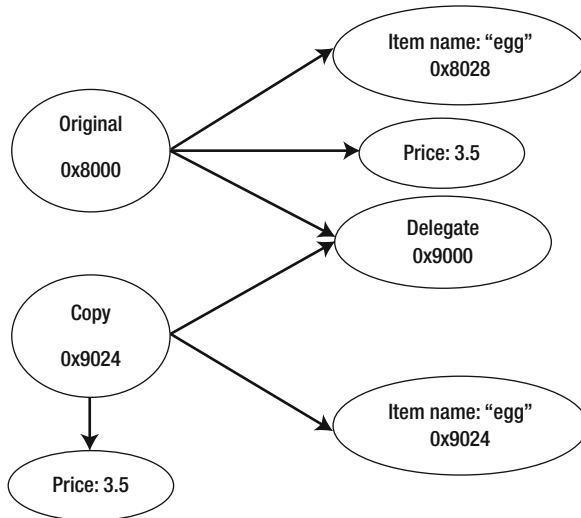 Item name: “egg”
0x8028
Original
0x8000
Price: 3.5
Delegate
0x9000
Copy
0x9024
Item name: “egg”
0x9024
Price: 3.5